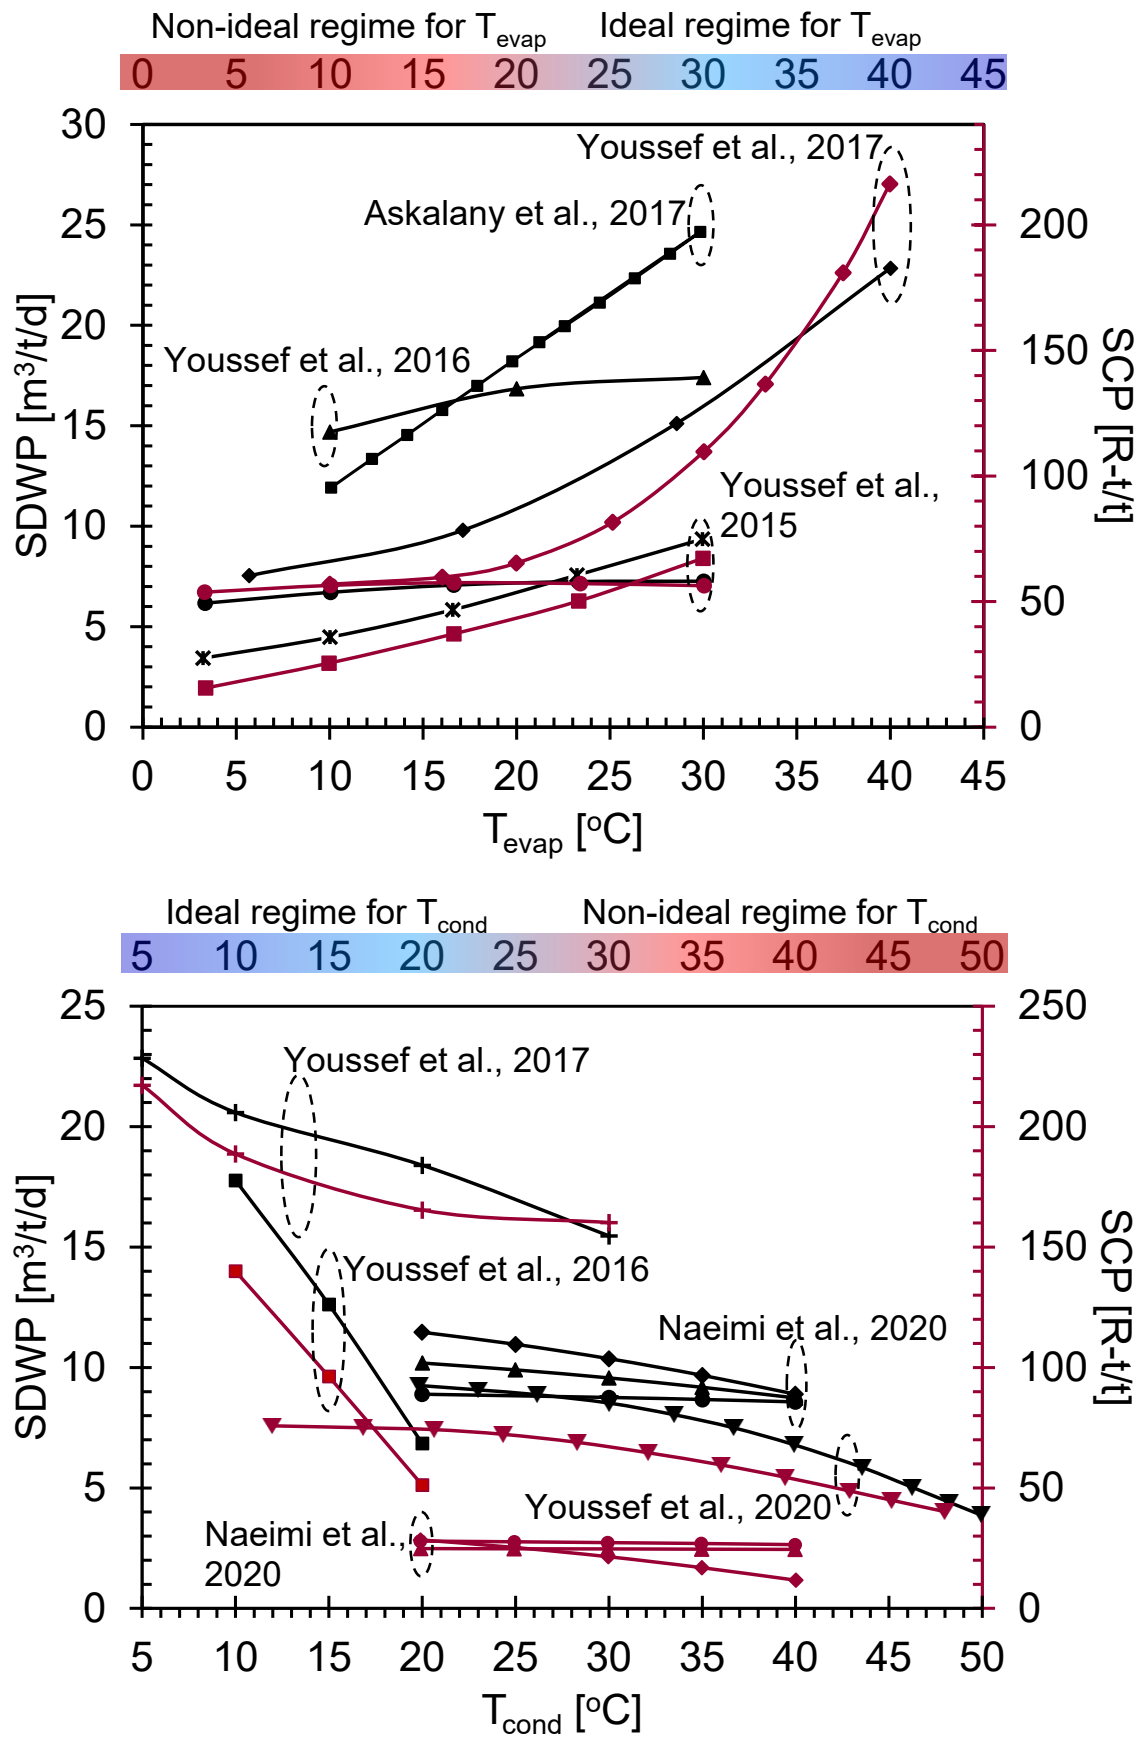 Non-ideal regime for Tevap Ideal regime for Tevap
0 5 10 15 20 25 30 35 40 45
30
25
20
15
10
5
0
SDWP [m³/t/d]
Youssef et al., 2017
Askalany et al., 2017
Youssef et al., 2016
Youssef et al.,
2015
200
150
100
50
0
SCP [R-t/t]
0 5 10 15 20 25 30 35 40 45
Tevap [ºC]
Ideal regime for Tcond Non-ideal regime for Tcond
5 10 15 20 25 30 35 40 45 50
25
20
15
10
5
0
SDWP [m³/t/d]
Youssef et al., 2017
Youssef et al., 2016
Naeimi et al., 2020
Youssef et al., 2020
Naeimi et al.,
2020
250
200
150
100
50
0
SCP [R-t/t]
5 10 15 20 25 30 35 40 45 50
Tcond [ºC]